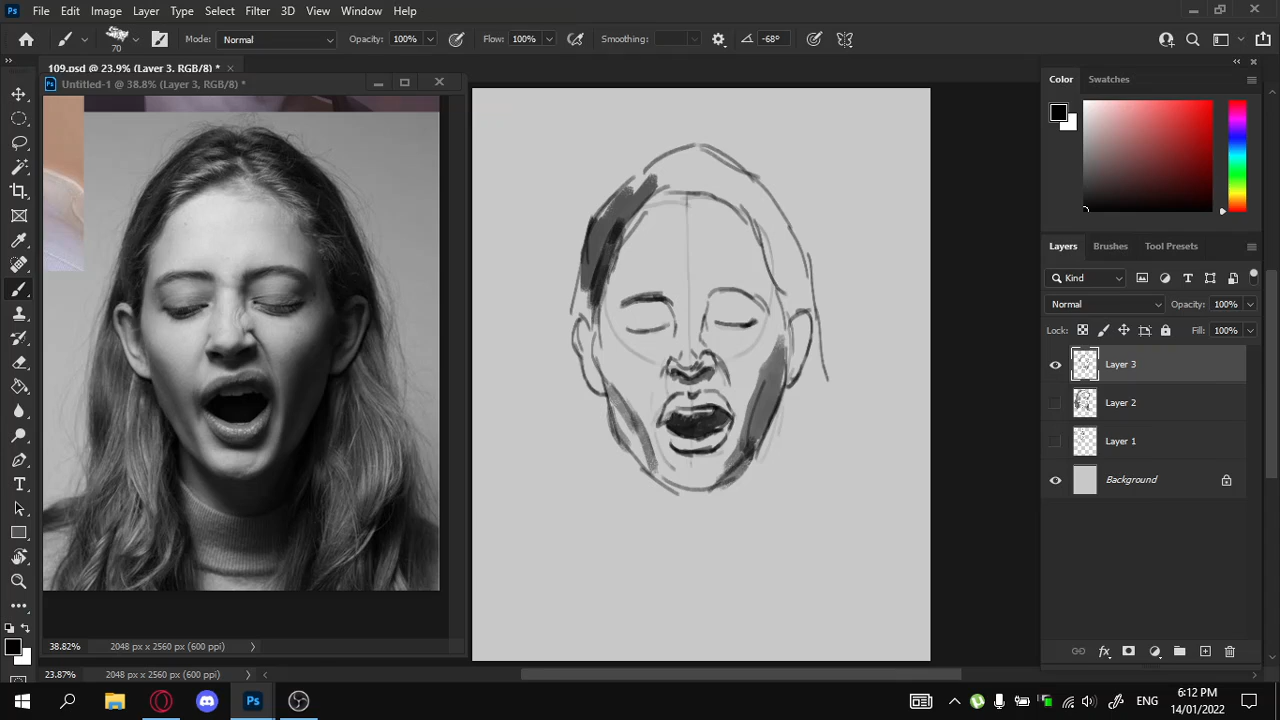 Ps File Edit Image Layer Type Select Filter 3D View Window Help
70 Mode: Normal Opacity: 100% Flow: 100% Smoothing: -68°
109.psd @ 23.9% (Layer 3, RGB/8) *
Ps Untitled-1 @ 38.8% (Layer 3, RGB/8) *
Color Swatches
Layers Brushes Tool Presets
Kind
Normal Opacity: 100%
Lock: Fill: 100%
Layer 3
Layer 2
Layer 1
Background
38.82% 2048 px x 2560 px (600 ppi)
23.87% 2048 px x 2560 px (600 ppi)
Ps ENG 6:12 PM
14/01/2022